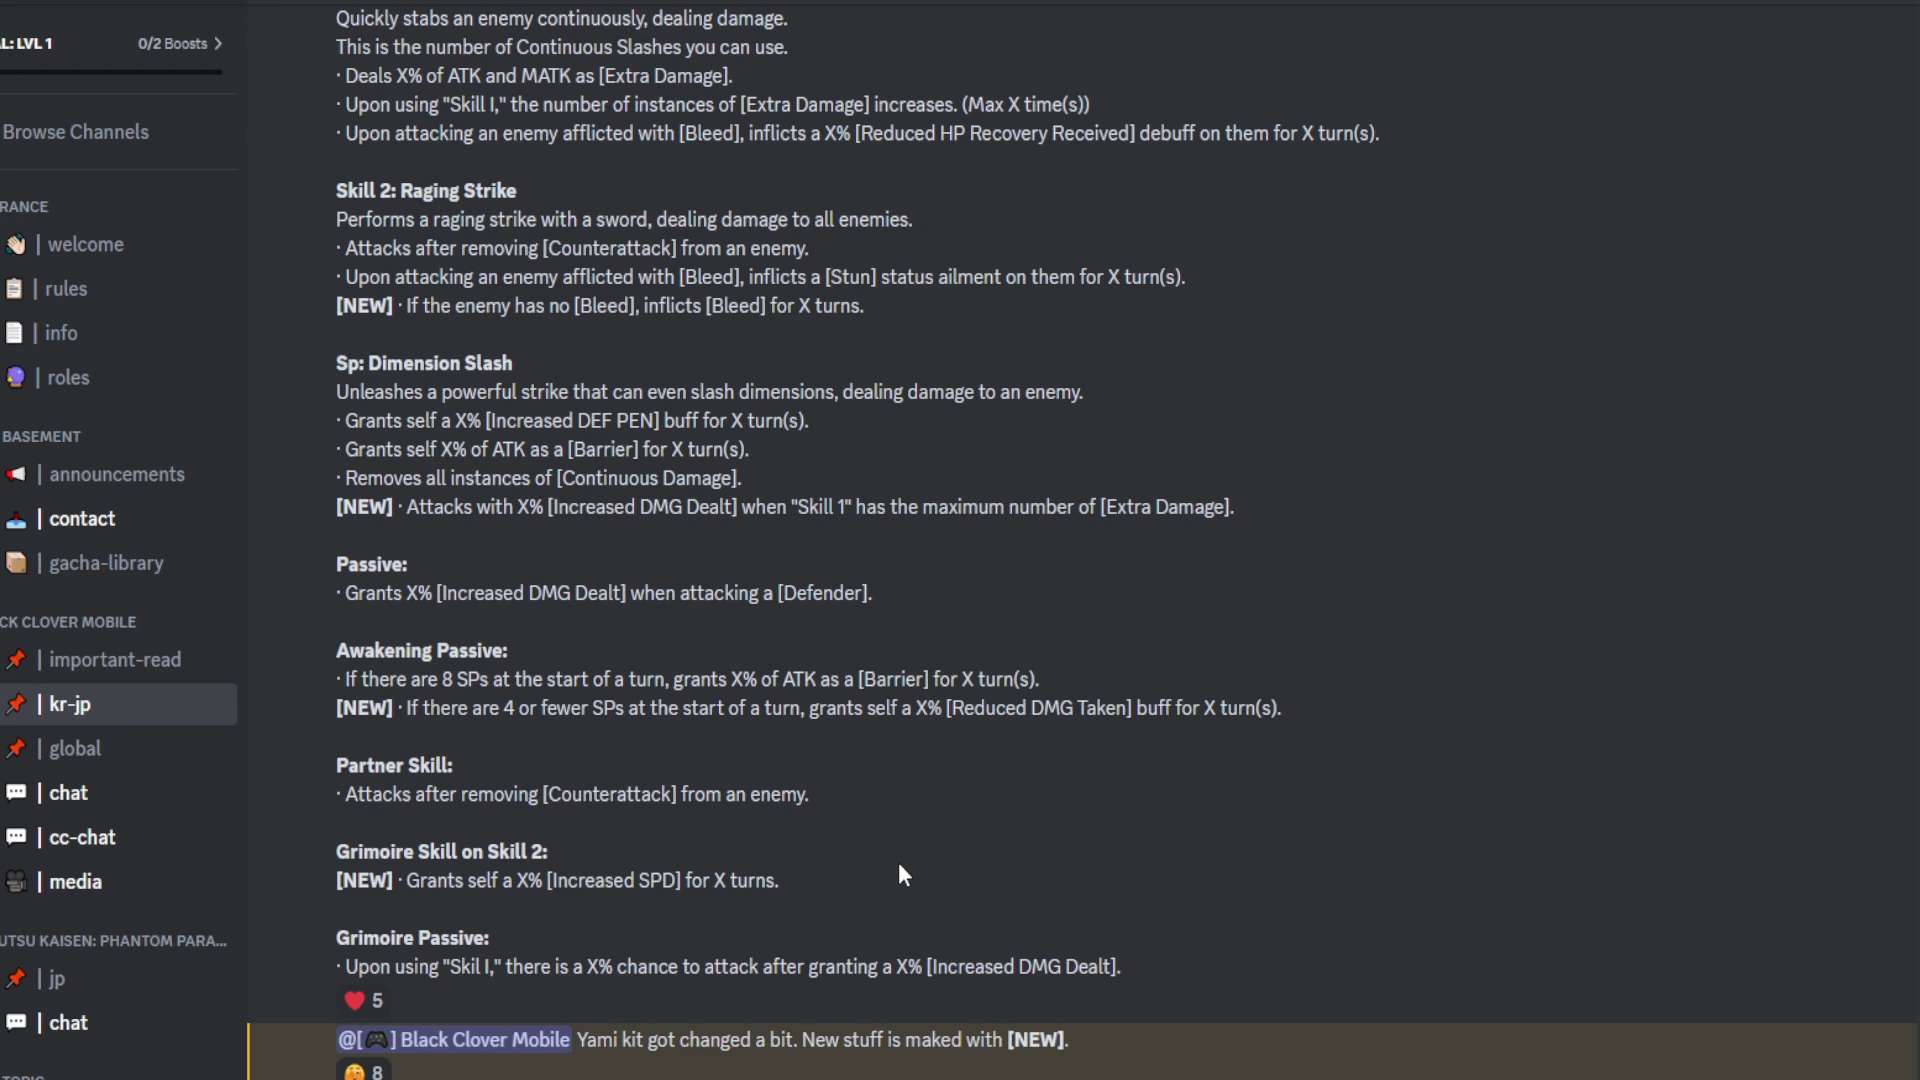 L: LVL 1
0/2 Boosts
Browse Channels
RANCE
| welcome
| rules
| info
| roles
BASEMENT
| announcements
| contact
| gacha-library
CK CLOVER MOBILE
| important-read
| kr-jp
| global
| chat
| cc-chat
| media
UTSU KAISEN: PHANTOM PARA...
| jp
| chat
TOPIC
Quickly stabs an enemy continuously, dealing damage.
This is the number of Continuous Slashes you can use.
· Deals X% of ATK and MATK as [Extra Damage].
· Upon using "Skill I," the number of instances of [Extra Damage] increases. (Max X time(s))
· Upon attacking an enemy afflicted with [Bleed], inflicts a X% [Reduced HP Recovery Received] debuff on them for X turn(s).
Skill 2: Raging Strike
Performs a raging strike with a sword, dealing damage to all enemies.
· Attacks after removing [Counterattack] from an enemy.
· Upon attacking an enemy afflicted with [Bleed], inflicts a [Stun] status ailment on them for X turn(s).
[NEW] · If the enemy has no [Bleed], inflicts [Bleed] for X turns.
Sp: Dimension Slash
Unleashes a powerful strike that can even slash dimensions, dealing damage to an enemy.
· Grants self a X% [Increased DEF PEN] buff for X turn(s).
· Grants self X% of ATK as a [Barrier] for X turn(s).
· Removes all instances of [Continuous Damage].
[NEW] · Attacks with X% [Increased DMG Dealt] when "Skill 1" has the maximum number of [Extra Damage].
Passive:
· Grants X% [Increased DMG Dealt] when attacking a [Defender].
Awakening Passive:
· If there are 8 SPs at the start of a turn, grants X% of ATK as a [Barrier] for X turn(s).
[NEW] · If there are 4 or fewer SPs at the start of a turn, grants self a X% [Reduced DMG Taken] buff for X turn(s).
Partner Skill:
· Attacks after removing [Counterattack] from an enemy.
Grimoire Skill on Skill 2:
[NEW] · Grants self a X% [Increased SPD] for X turns.
Grimoire Passive:
· Upon using "Skil I," there is a X% chance to attack after granting a X% [Increased DMG Dealt].
❤️ 5
@[🎮] Black Clover Mobile Yami kit got changed a bit. New stuff is maked with [NEW].
8